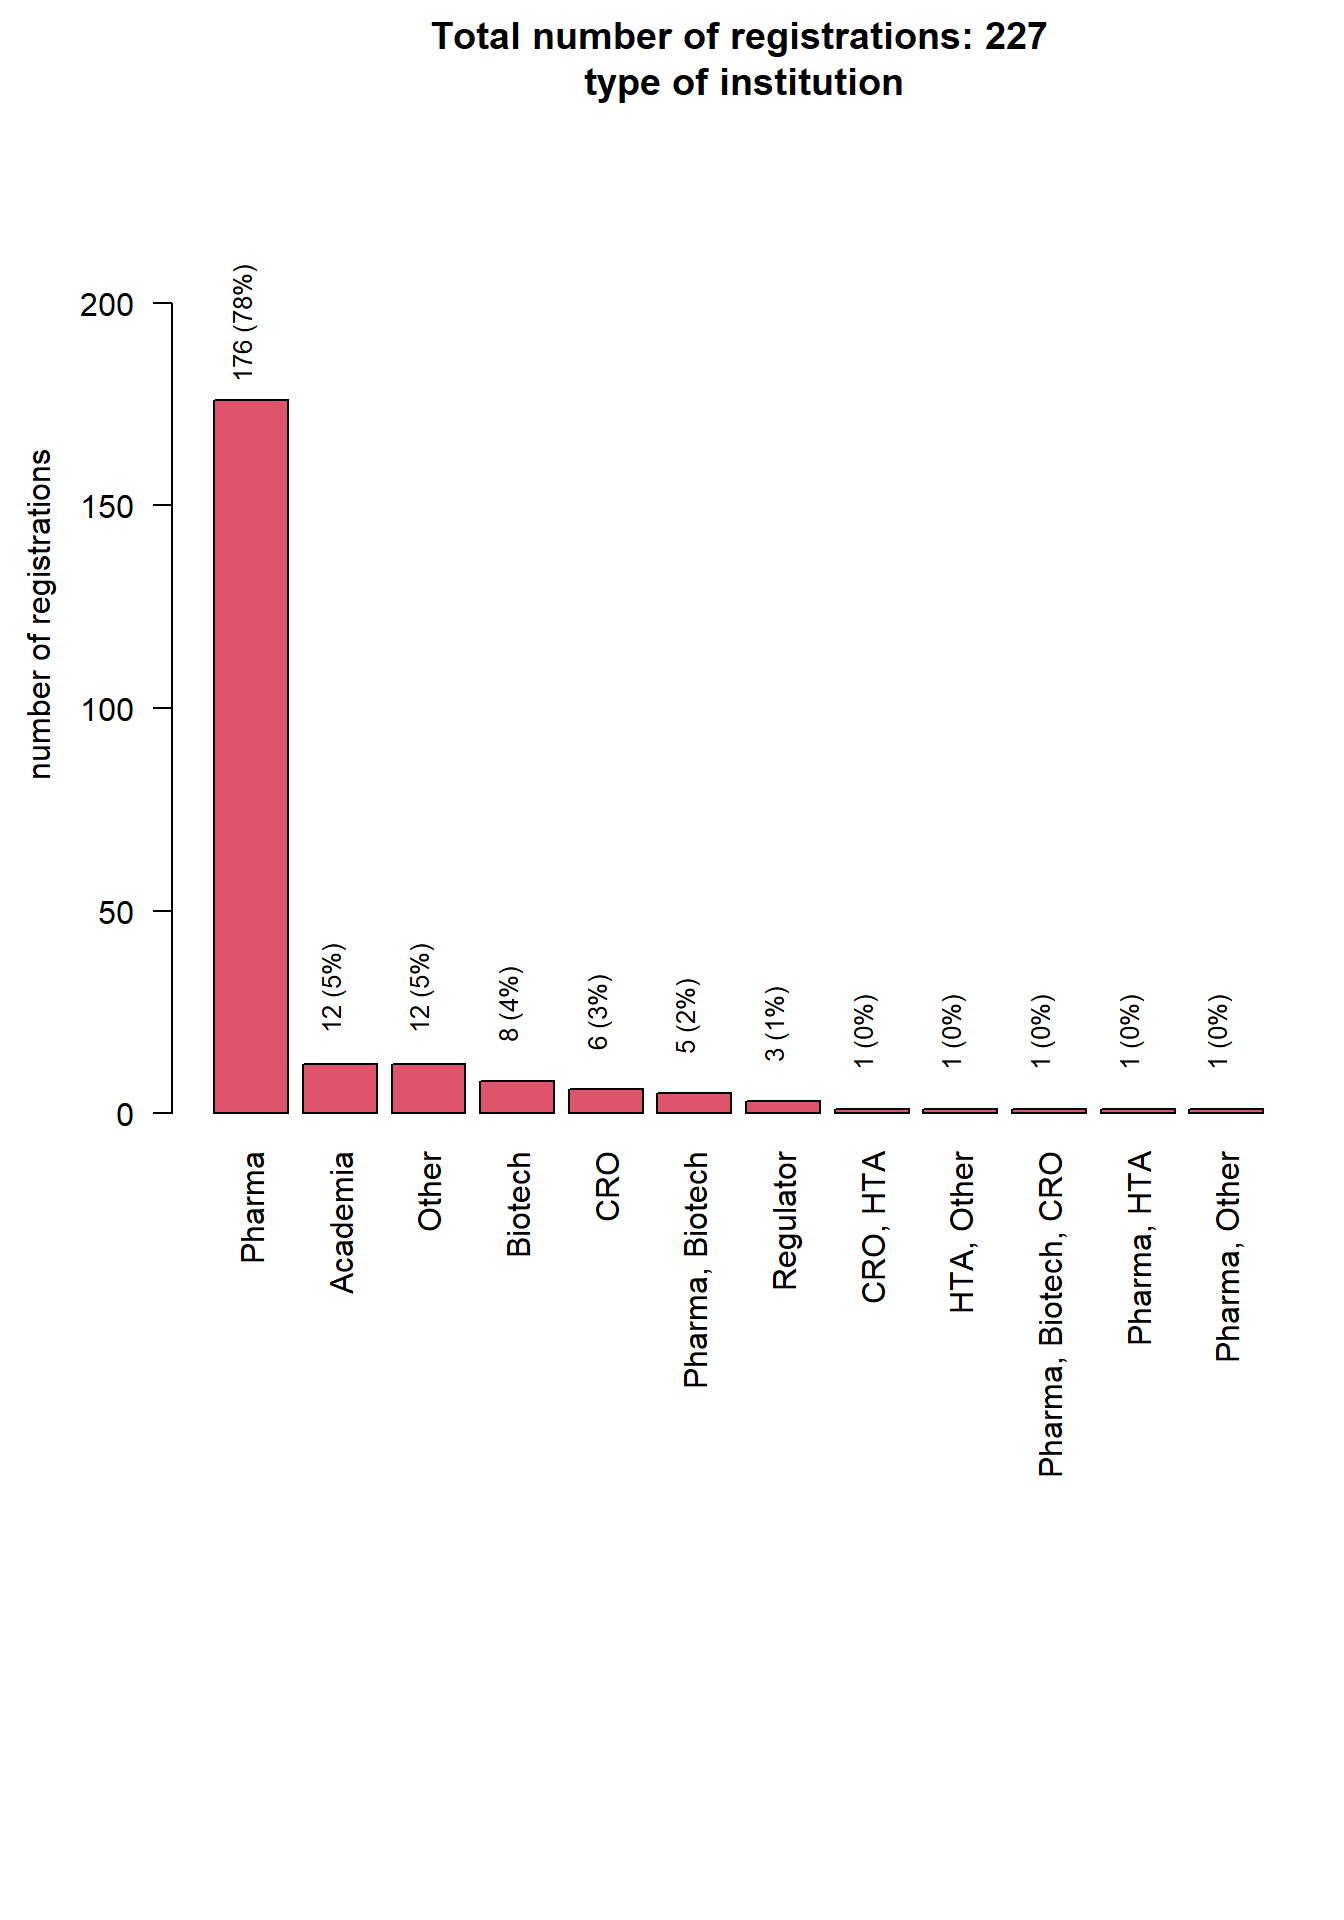 Total number of registrations: 227
type of institution
number of registrations
200
150
100
50
0
176 (78%)
12 (5%)
12 (5%)
8 (4%)
6 (3%)
5 (2%)
3 (1%)
1 (0%)
1 (0%)
1 (0%)
1 (0%)
1 (0%)
Pharma
Academia
Other
Biotech
CRO
Pharma, Biotech
Regulator
CRO, HTA
HTA, Other
Pharma, Biotech, CRO
Pharma, HTA
Pharma, Other